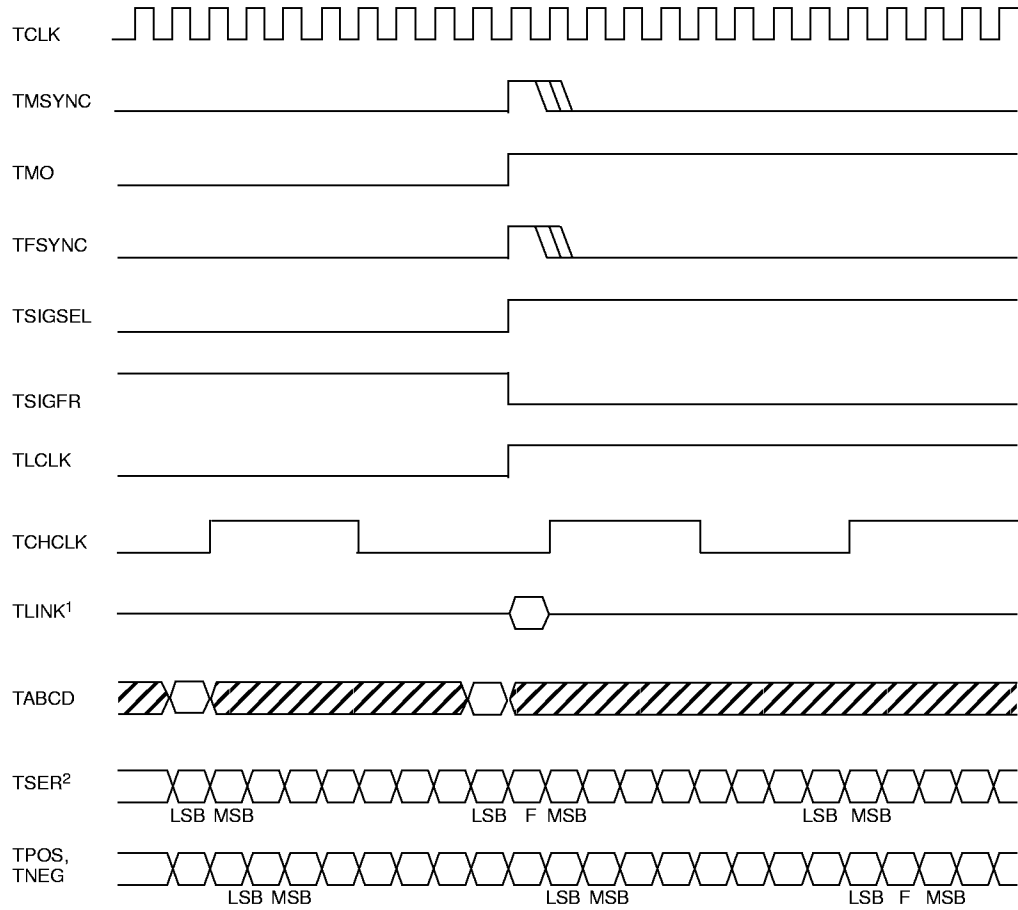 TCLK
TMSYNC
TMO
TFSYNC
TSIGSEL
TSIGFR
TLCLK
TCHCLK
TLINK¹
TABCD
TSER²
LSB MSB LSB F MSB LSB MSB
TPOS,
TNEG
LSB MSB LSB MSB LSB F MSB